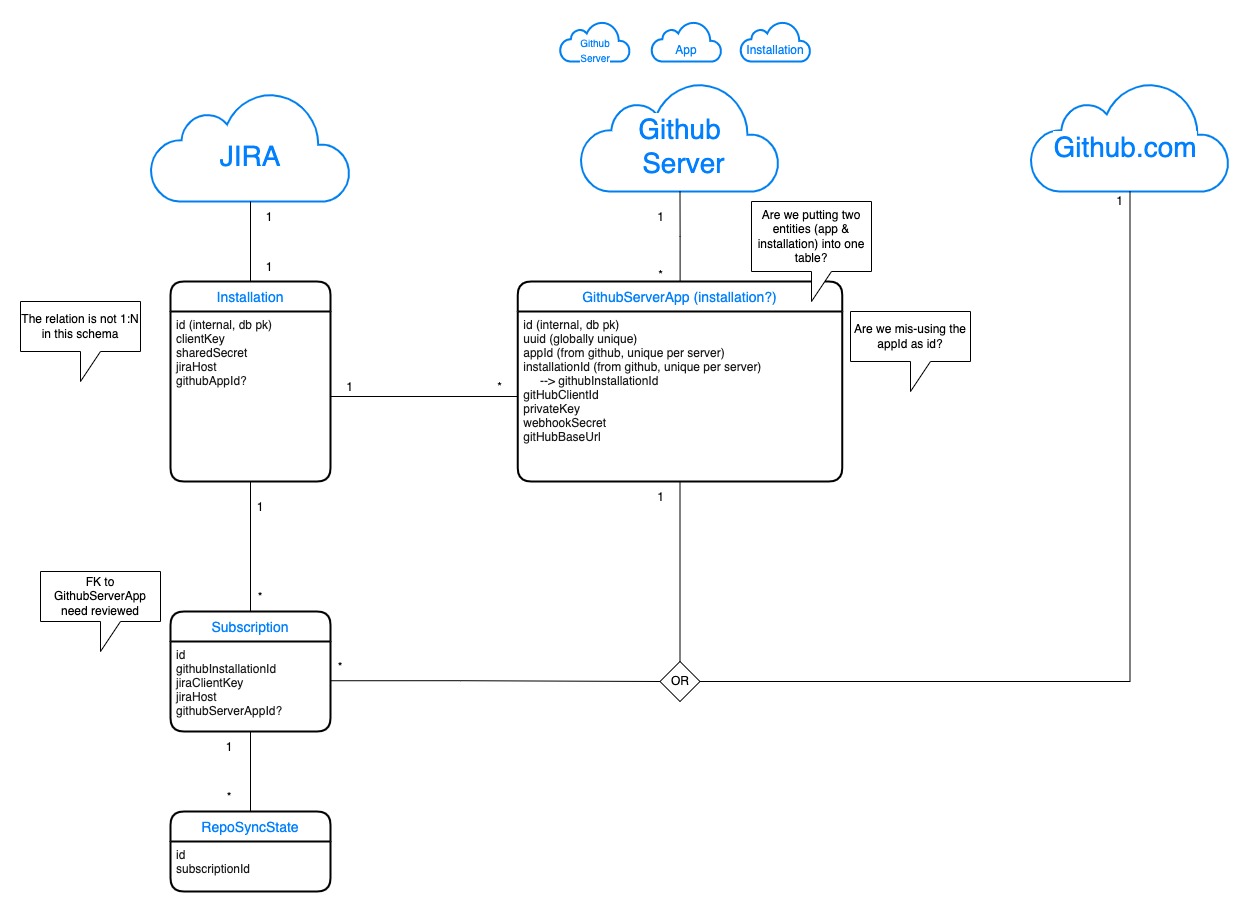 Github
Server
App
Installation
JIRA
Github
Server
Github.com
1
1
1
*
1
Are we putting two
entities (app &
installation) into one
table?
The relation is not 1:N
in this schema
Installation
id (internal, db pk)
clientKey
sharedSecret
jiraHost
githubAppId?
1
*
GithubServerApp (installation?)
id (internal, db pk)
uuid (globally unique)
appId (from github, unique per server)
installationId (from github, unique per server)
--> githubInstallationId
gitHubClientId
privateKey
webhookSecret
gitHubBaseUrl
Are we mis-using the
appId as id?
1
*
1
FK to
GithubServerApp
need reviewed
Subscription
id
githubInstallationId
jiraClientKey
jiraHost
githubServerAppId?
*
OR
1
*
RepoSyncState
id
subscriptionId